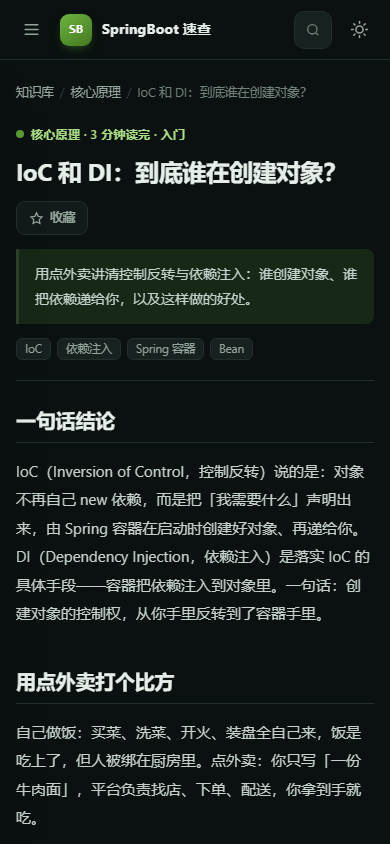 SB SpringBoot 速查
知识库 / 核心原理 / IoC 和 DI：到底谁在创建对象？
核心原理 · 3 分钟读完 · 入门
IoC 和 DI：到底谁在创建对象？
收藏
用点外卖讲清控制反转与依赖注入：谁创建对象、谁
把依赖递给你，以及这样做的好处。
IoC 依赖注入 Spring 容器 Bean
一句话结论
IoC（Inversion of Control，控制反转）说的是：对象
不再自己 new 依赖，而是把「我需要什么」声明出
来，由 Spring 容器在启动时创建好对象、再递给你。
DI（Dependency Injection，依赖注入）是落实 IoC 的
具体手段——容器把依赖注入到对象里。一句话：创
建对象的控制权，从你手里反转到了容器手里。
用点外卖打个比方
自己做饭：买菜、洗菜、开火、装盘全自己来，饭是
吃上了，但人被绑在厨房里。点外卖：你只写「一份
牛肉面」，平台负责找店、下单、配送，你拿到手就
吃。